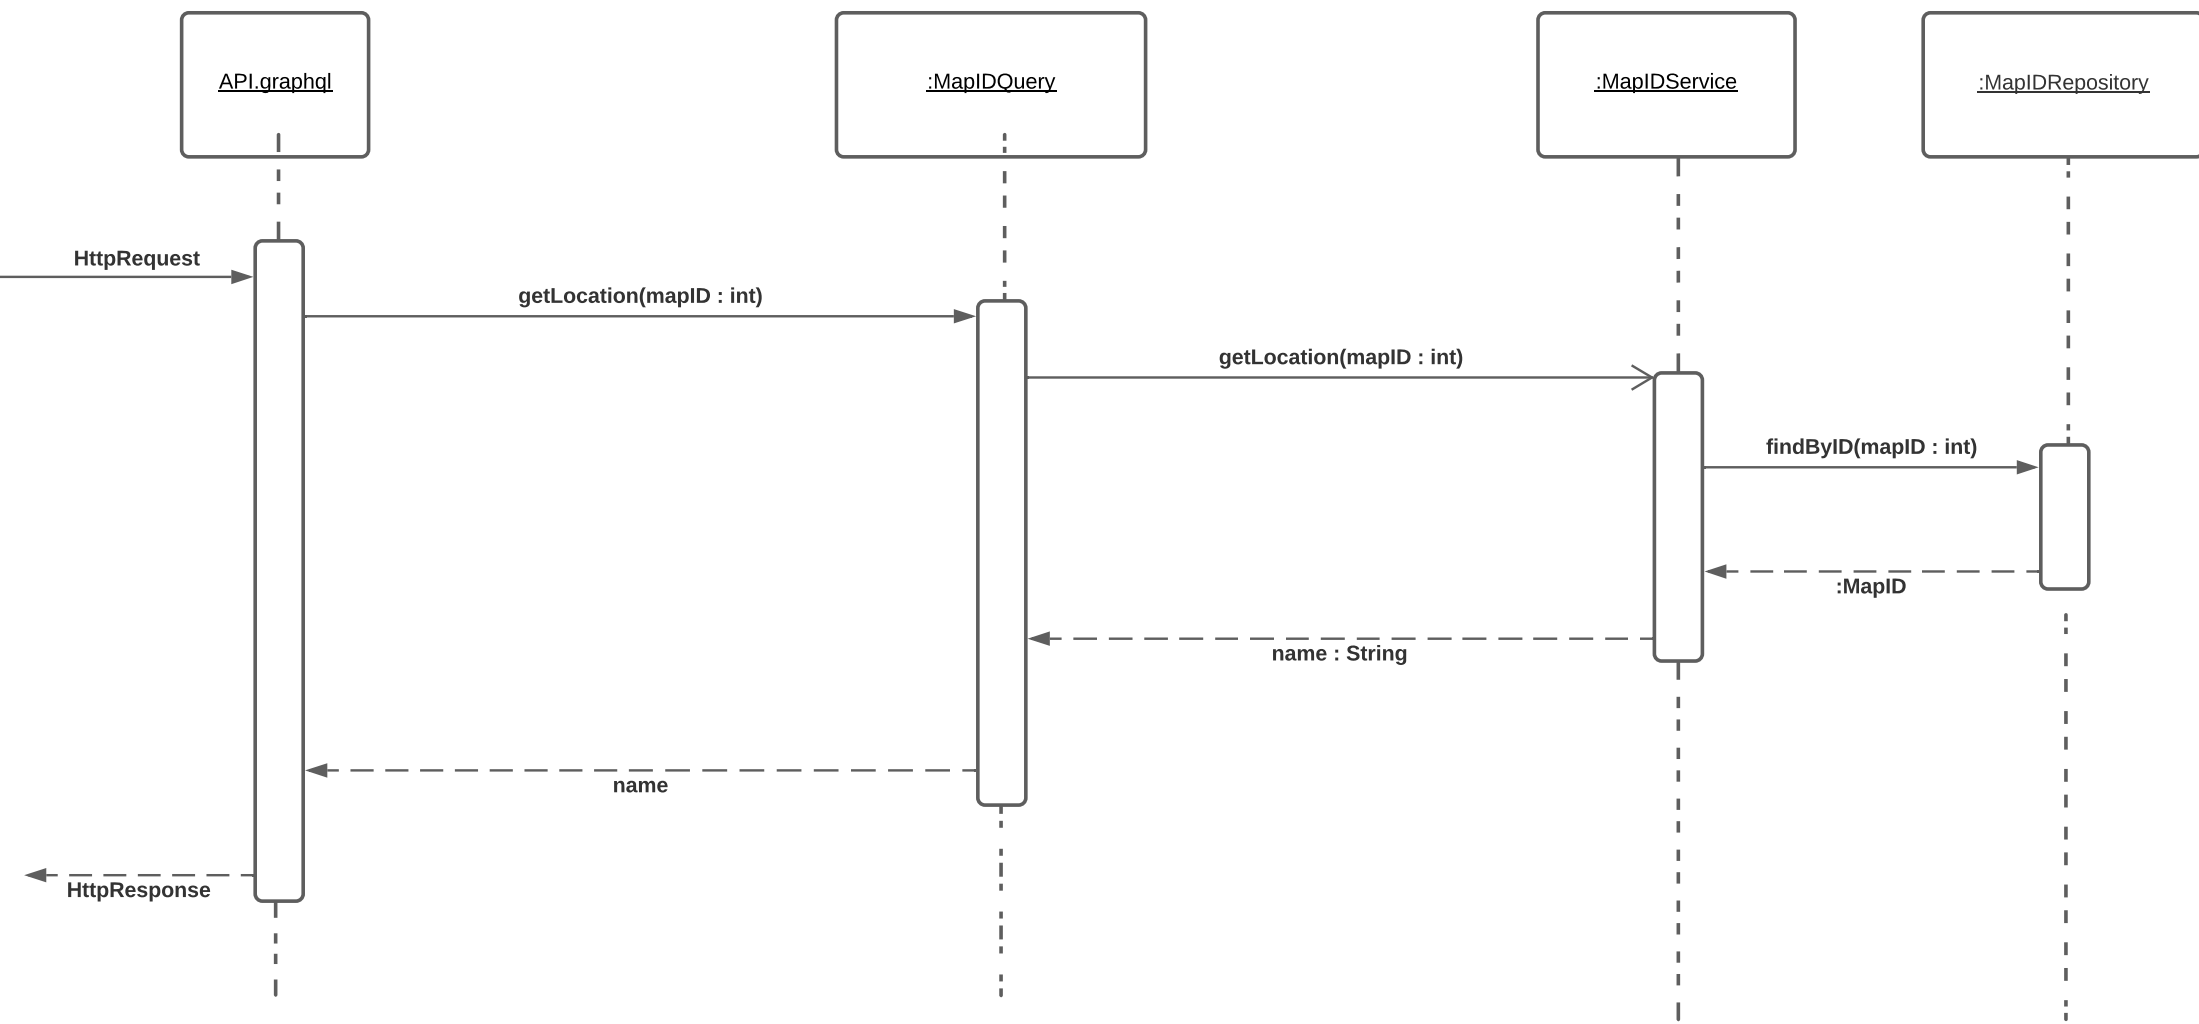 API.graphql
:MapIDQuery
:MapIDService
:MapIDRepository
HttpRequest
getLocation(mapID : int)
getLocation(mapID : int)
findByID(mapID : int)
:MapID
name : String
name
HttpResponse